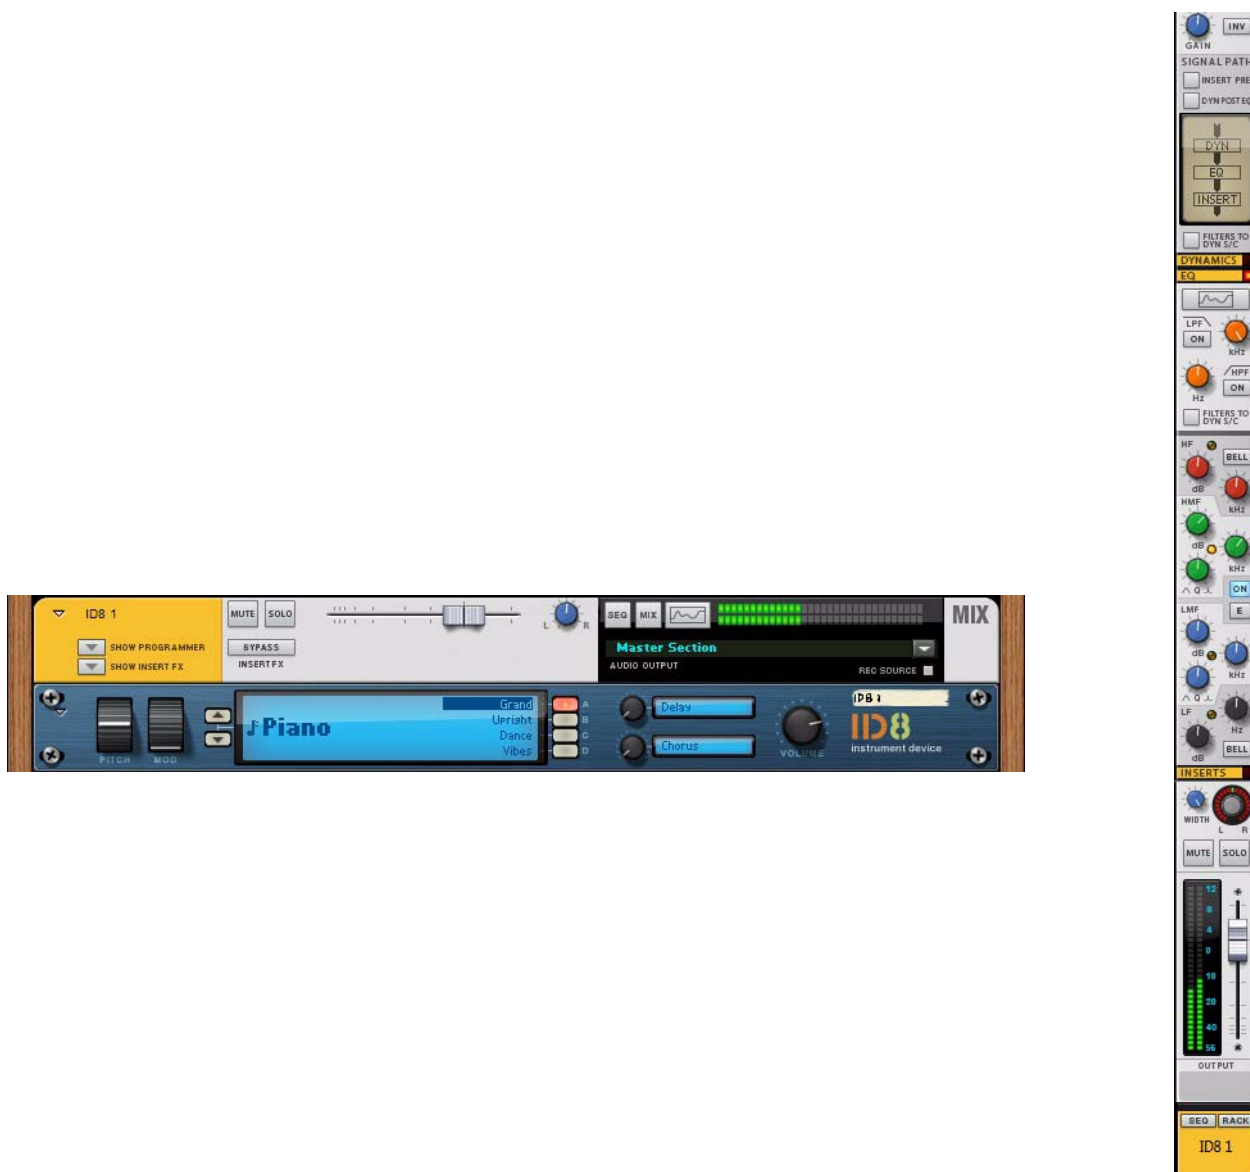 ID8 1
MUTE SOLO
L R
SEQ MIX
MIX
SHOW PROGRAMMER
BYPASS
Master Section
SHOW INSERT FX
INSERT FX
AUDIO OUTPUT
REC SOURCE
Piano
Grand A
Upright B
Dance C
Vibes D
Delay
Chorus
PITCH MOD
VOLUME
ID8 1
ID8
instrument device
INV
GAIN
SIGNAL PATH
INSERT PRE
DYN POST EQ
DYN
EQ
INSERT
FILTERS TO
DYN S/C
DYNAMICS
EQ
LPF
ON
kHz
HPF
ON
Hz
FILTERS TO
DYN S/C
HF
BELL
dB
HMF
kHz
dB
kHz
Q
ON
LMF
E
dB
kHz
Q
LF
Hz
BELL
dB
INSERTS
WIDTH
L R
MUTE SOLO
12
8
4
0
10
20
40
56
OUTPUT
SEQ RACK
ID8 1